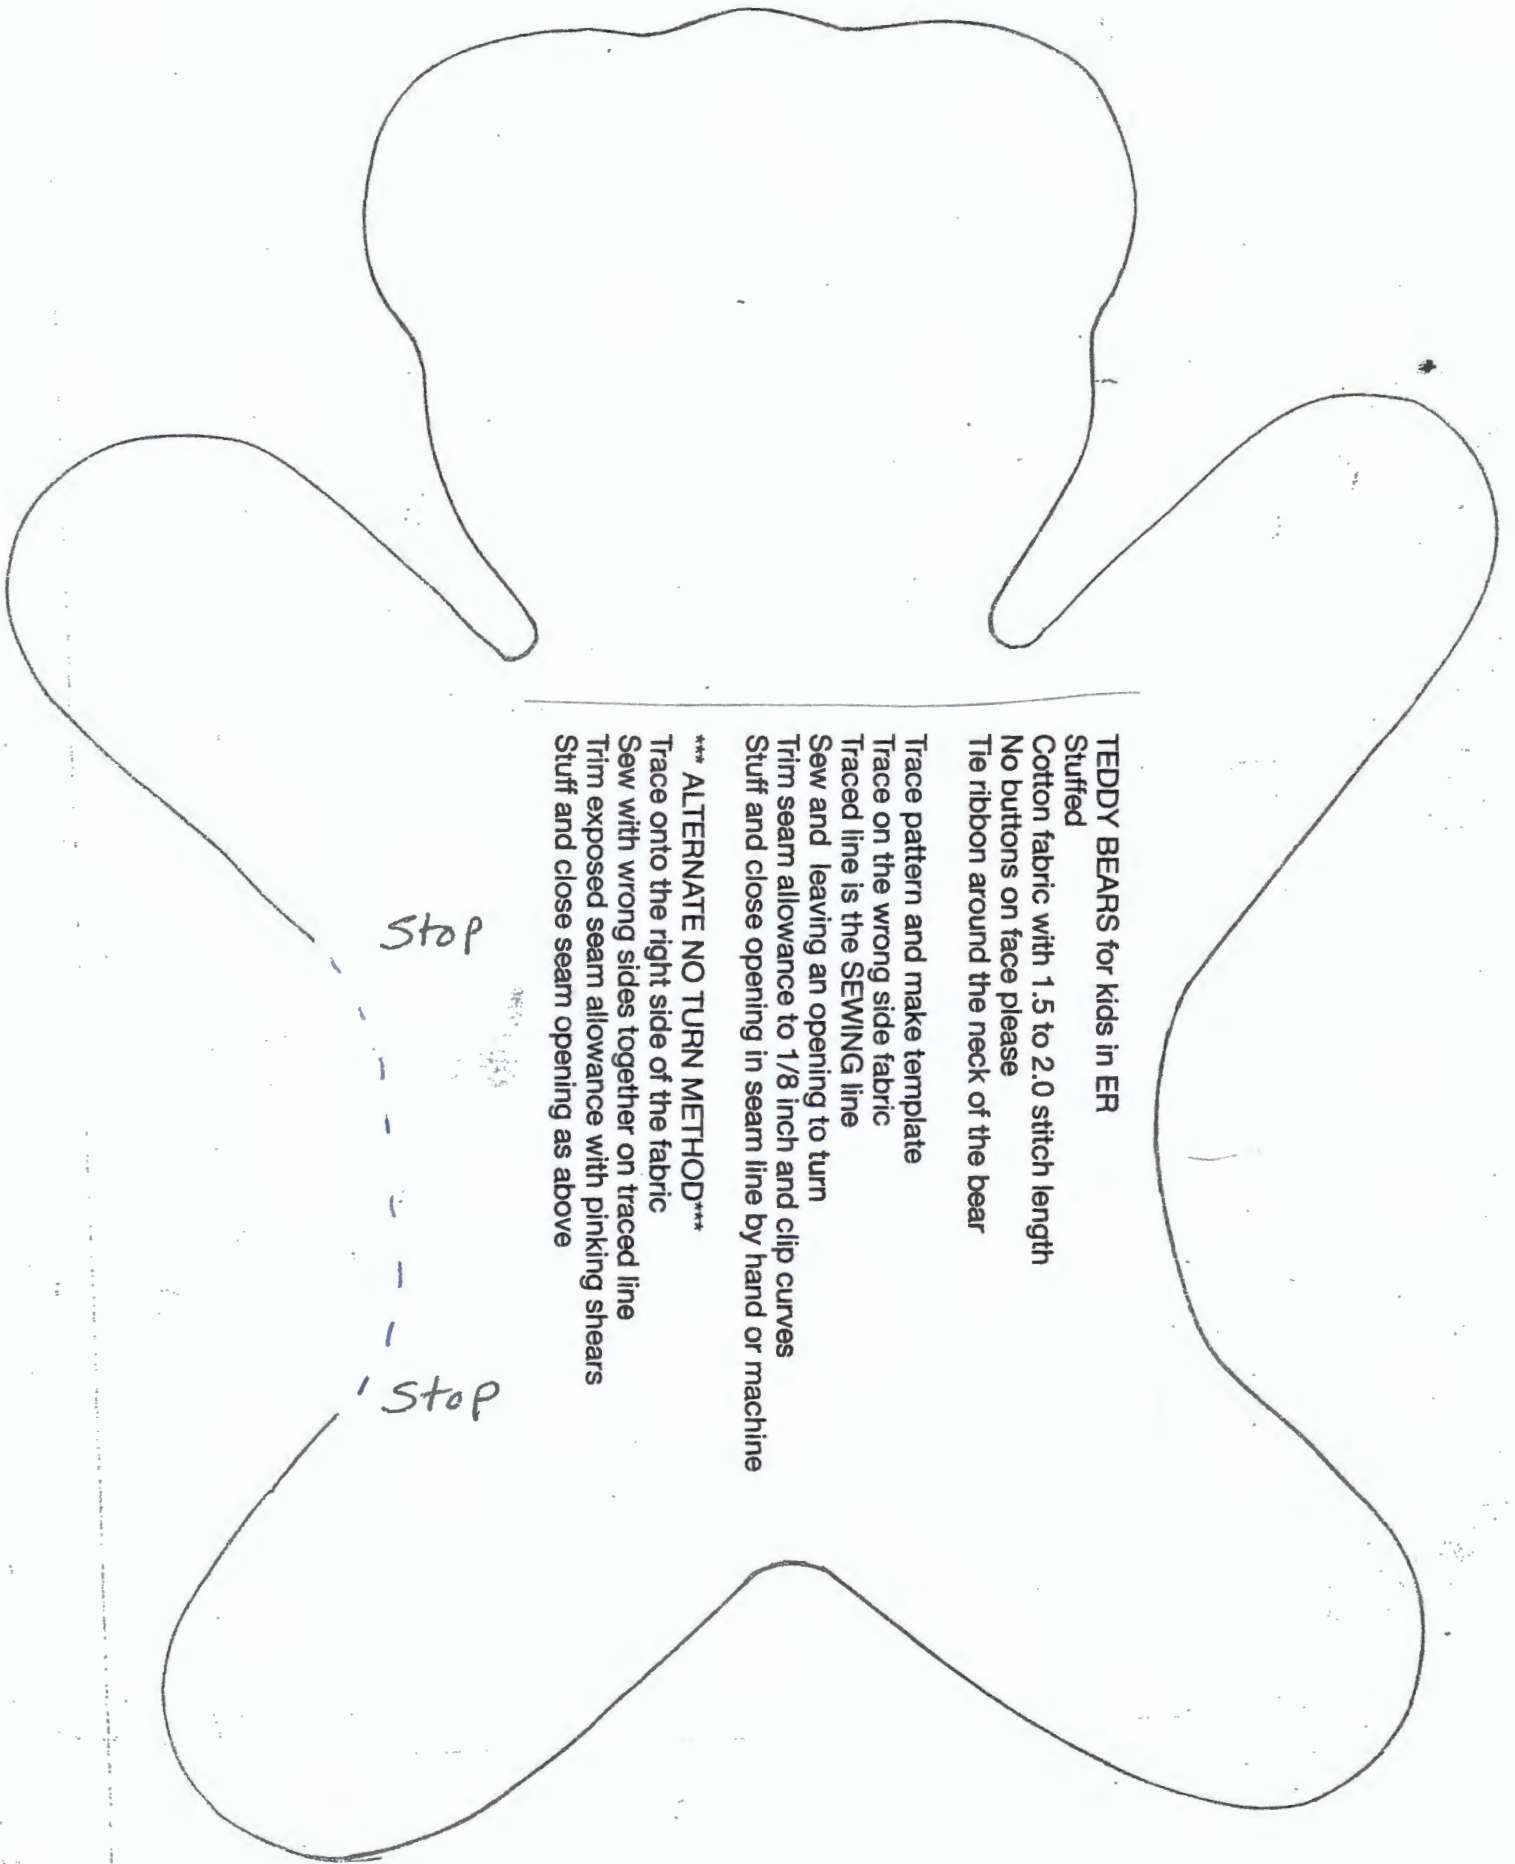 TEDDY BEARS for kids in ER
Stuffed
Cotton fabric with 1.5 to 2.0 stitch length
No buttons on face please
Tie ribbon around the neck of the bear
Trace pattern and make template
Trace on the wrong side fabric
Traced line is the SEWING line
Sew and leaving an opening to turn
Trim seam allowance to 1/8 inch and clip curves
Stuff and close opening in seam line by hand or machine
*** ALTERNATE NO TURN METHOD***
Trace onto the right side of the fabric
Sew with wrong sides together on traced line
Trim exposed seam allowance with pinking shears
Stuff and close seam opening as above
Stop
Stop